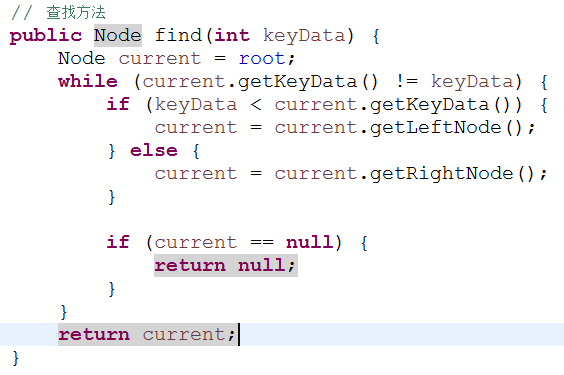 // 查找方法
public Node find(int keyData) {
    Node current = root;
    while (current.getKeyData() != keyData) {
        if (keyData < current.getKeyData()) {
            current = current.getLeftNode();
        } else {
            current = current.getRightNode();
        }

        if (current == null) {
            return null;
        }
    }
    return current;
}